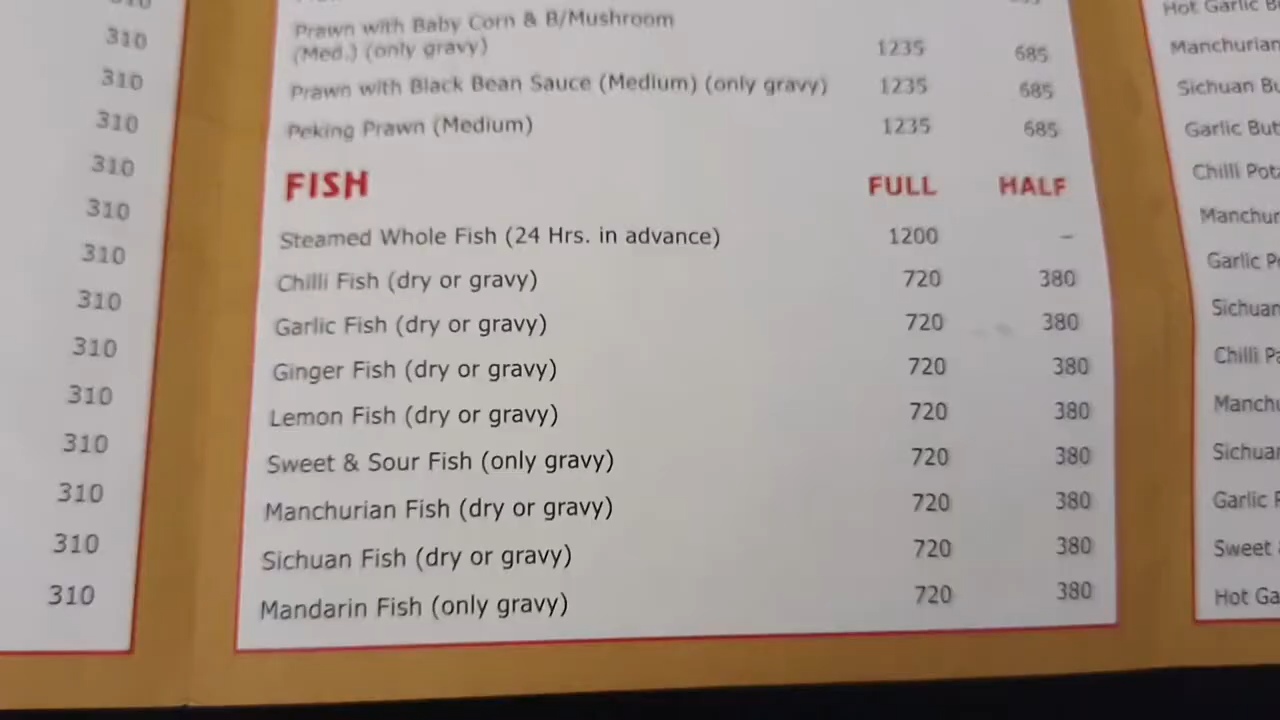 310
310
310
310
310
310
310
310
310
310
310
310
310
Prawn with Baby Corn & B/Mushroom
(Med.) (only gravy) 1235 685
Prawn with Black Bean Sauce (Medium) (only gravy) 1235 685
Peking Prawn (Medium) 1235 685
FISH FULL HALF
Steamed Whole Fish (24 Hrs. in advance) 1200 –
Chilli Fish (dry or gravy) 720 380
Garlic Fish (dry or gravy) 720 380
Ginger Fish (dry or gravy) 720 380
Lemon Fish (dry or gravy) 720 380
Sweet & Sour Fish (only gravy) 720 380
Manchurian Fish (dry or gravy) 720 380
Sichuan Fish (dry or gravy) 720 380
Mandarin Fish (only gravy) 720 380
Hot Garlic
Manchurian
Sichuan
Garlic
Chilli
Garlic
Chilli
Garlic
Sweet
Hot